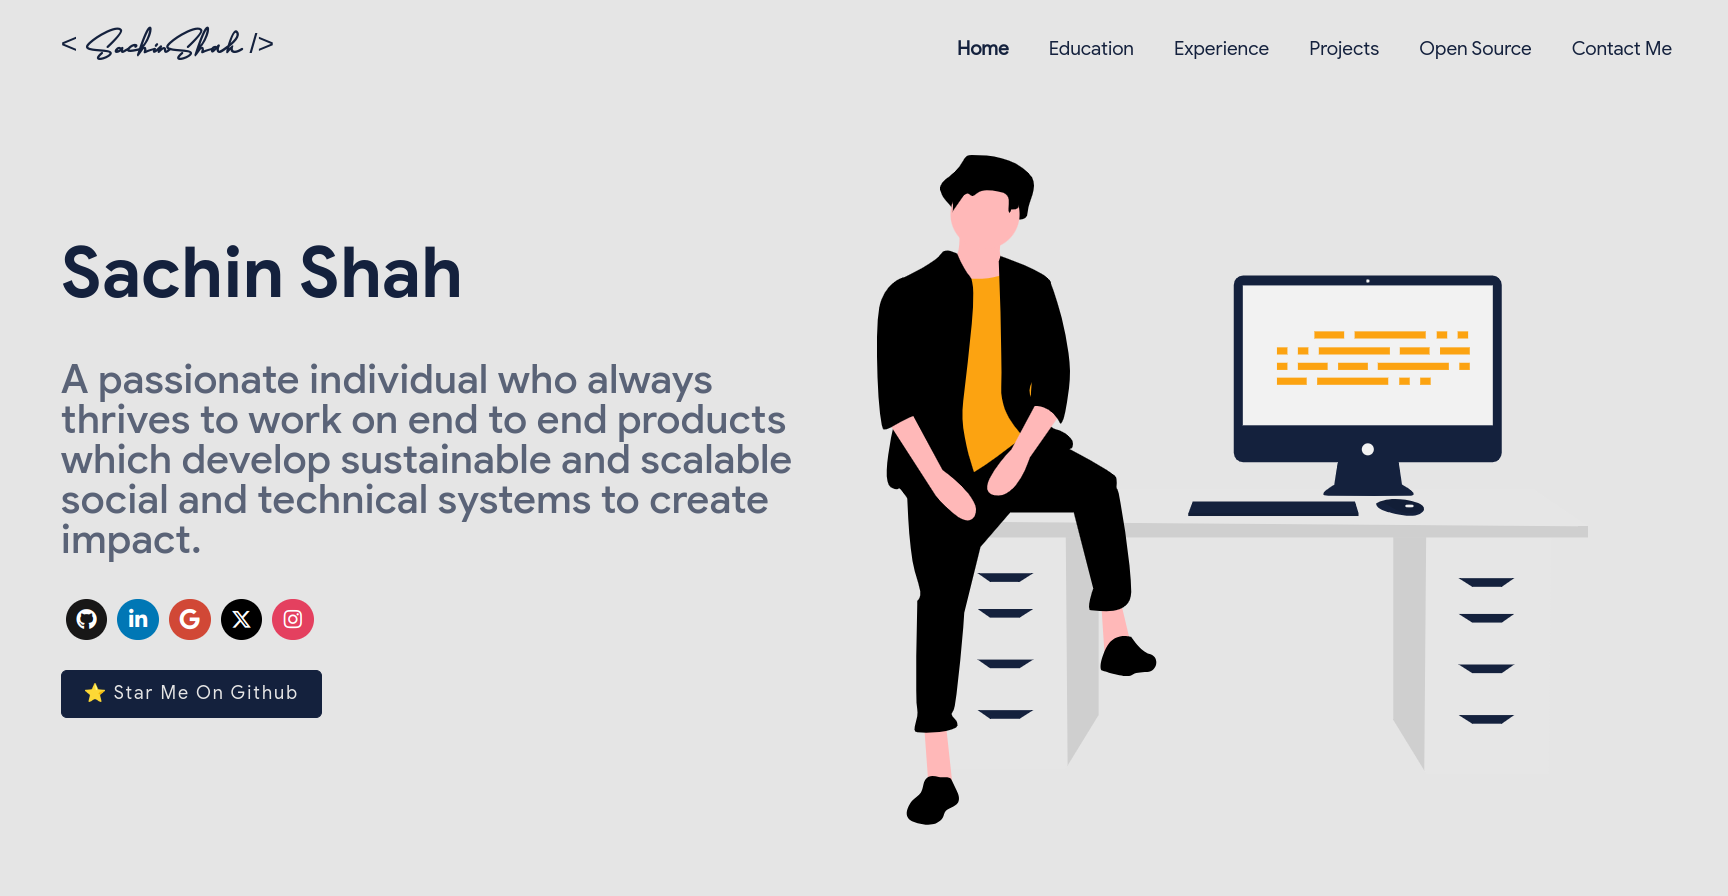 < SachinShah />
Home Education Experience Projects Open Source Contact Me
Sachin Shah
A passionate individual who always
thrives to work on end to end products
which develop sustainable and scalable
social and technical systems to create
impact.
in G X
⭐ Star Me On Github